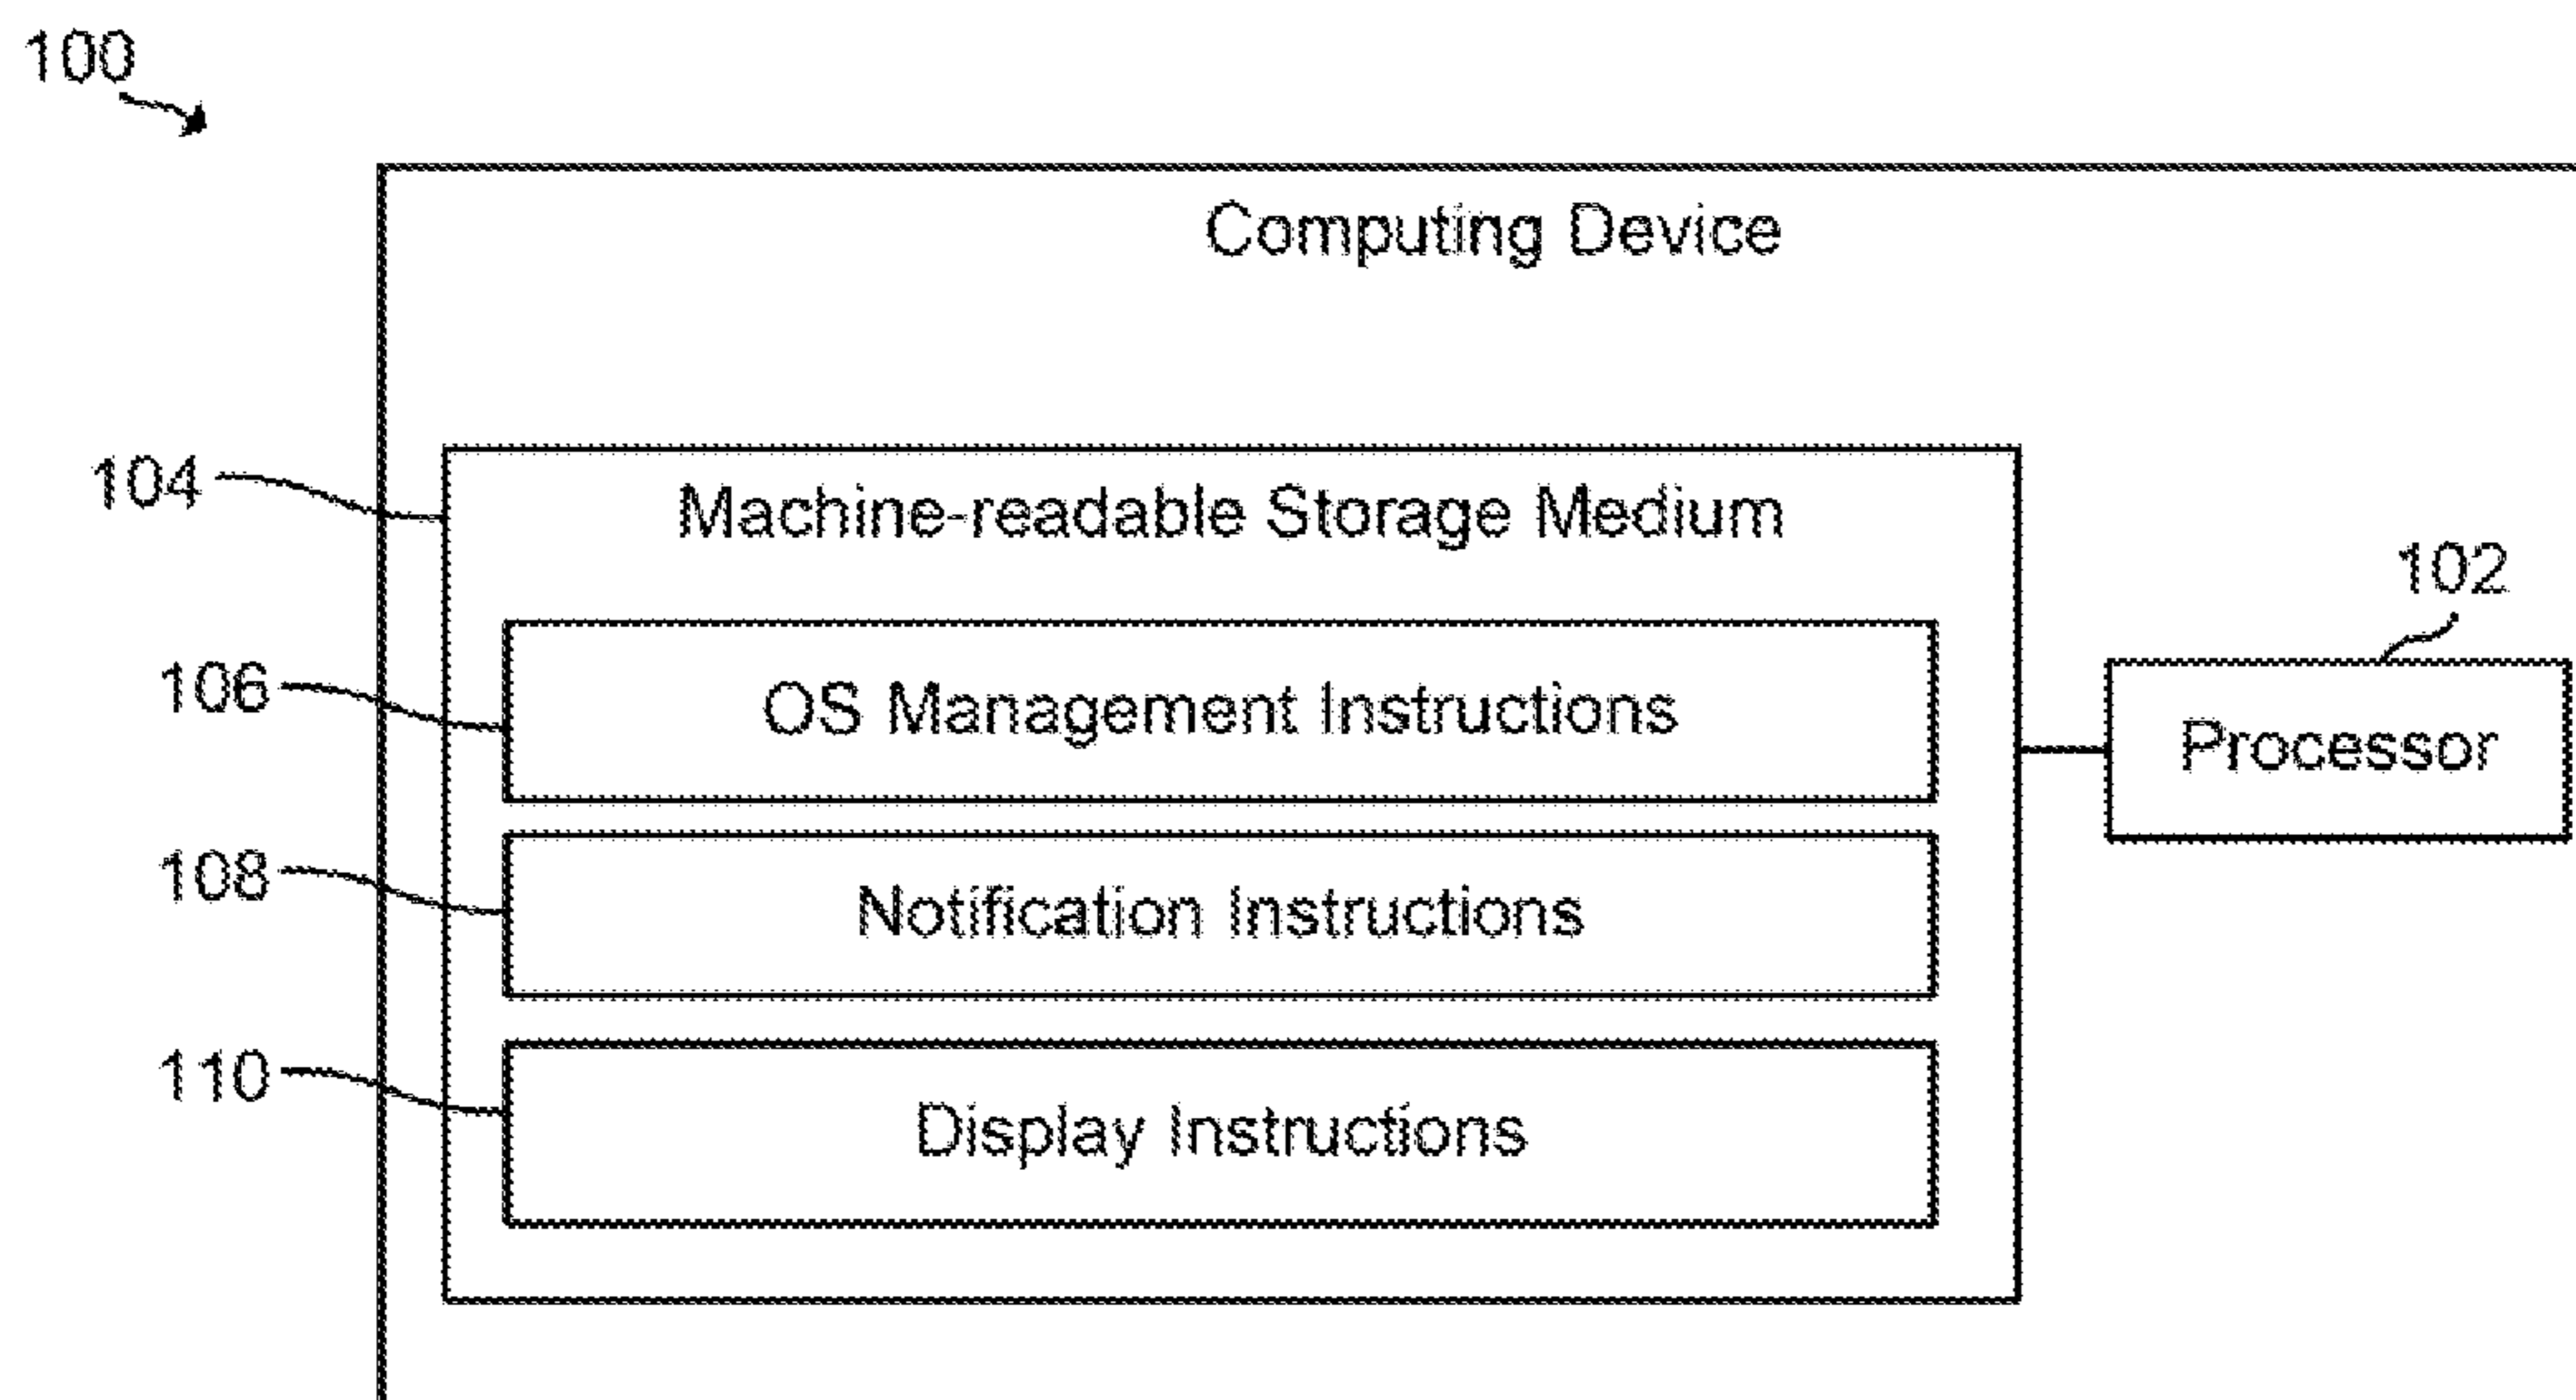 100
Computing Device
104
Machine-readable Storage Medium
102
106
OS Management Instructions
Processor
108
Notification Instructions
110
Display Instructions